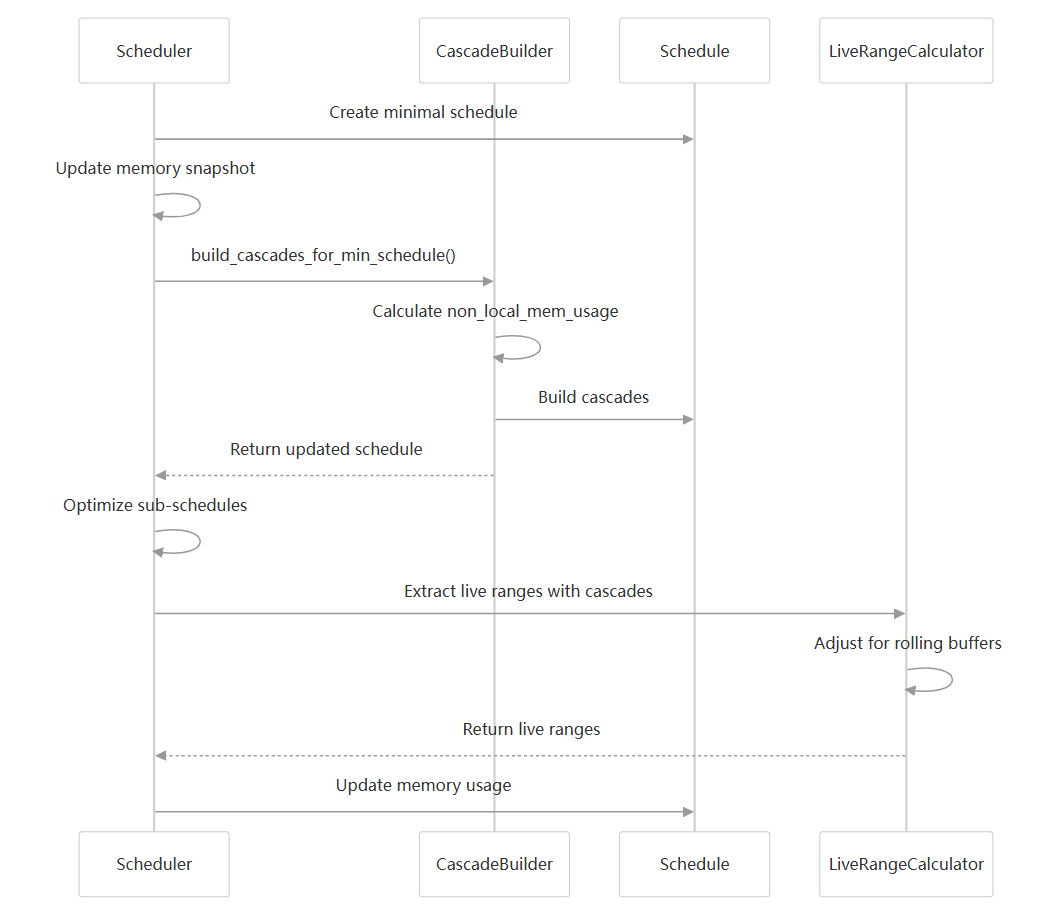 Scheduler
CascadeBuilder
Schedule
LiveRangeCalculator
Create minimal schedule
Update memory snapshot
build_cascades_for_min_schedule()
Calculate non_local_mem_usage
Build cascades
Return updated schedule
Optimize sub-schedules
Extract live ranges with cascades
Adjust for rolling buffers
Return live ranges
Update memory usage
Scheduler
CascadeBuilder
Schedule
LiveRangeCalculator